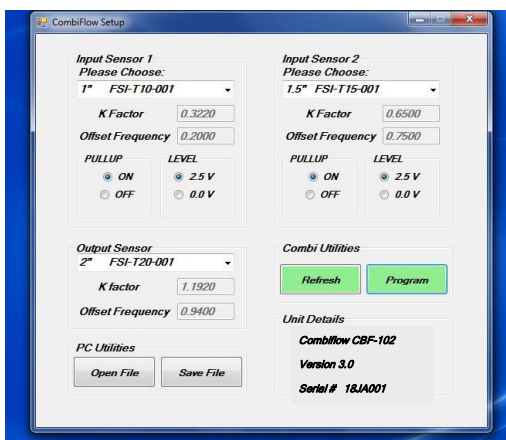 CombiFlow Setup
Input Sensor 1
Please Choose:
1" FSI-T10-001
K Factor 0.3220
Offset Frequency 0.2000
PULLUP LEVEL
ON 2.5 V
OFF 0.0 V
Input Sensor 2
Please Choose:
1.5" FSI-T15-001
K Factor 0.6500
Offset Frequency 0.7500
PULLUP LEVEL
ON 2.5 V
OFF 0.0 V
Output Sensor
2" FSI-T20-001
K factor 1.1920
Offset Frequency 0.9400
Combi Utilities
Refresh Program
PC Utilities
Open File Save File
Unit Details
Combiflow CBF-102
Version 3.0
Serial # 18JA001